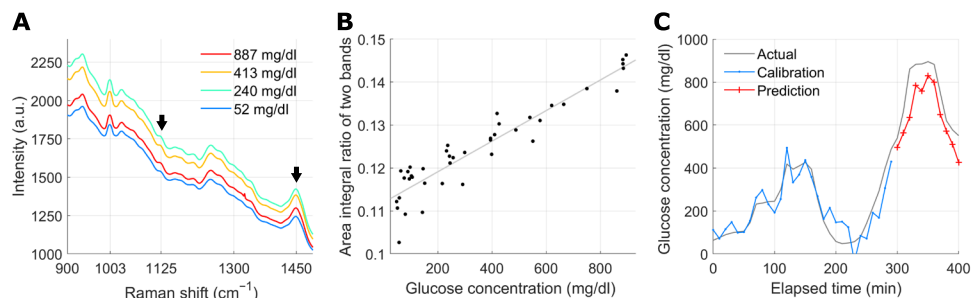 A
Intensity (a.u.)
2250
2000
1750
1500
1250
1000
900
1003
1125
1300
1450
Raman shift (cm⁻¹)
887 mg/dl
413 mg/dl
240 mg/dl
52 mg/dl
B
Area integral ratio of two bands
0.15
0.14
0.13
0.12
0.11
0.1
200
400
600
800
Glucose concentration (mg/dl)
C
Glucose concentration (mg/dl)
1000
800
600
400
200
0
0
100
200
300
400
Elapsed time (min)
Actual
Calibration
Prediction